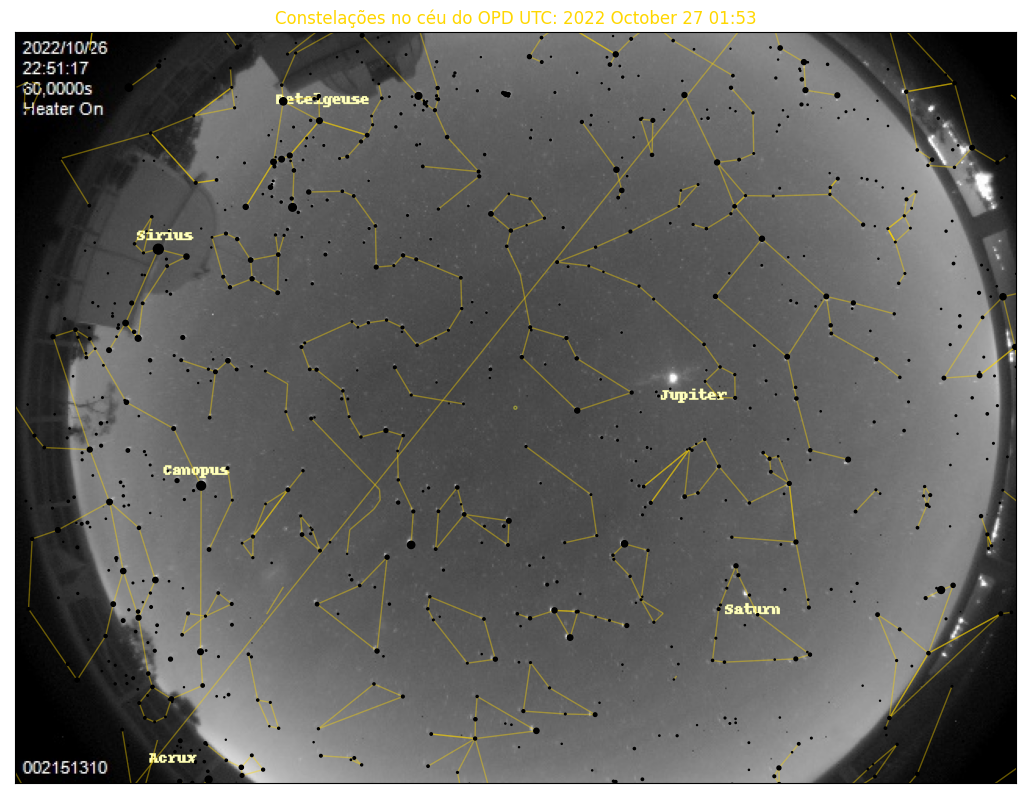 Constelações no céu do OPD UTC: 2022 October 27 01:53
2022/10/26
22:51:17
60,0000s
Heater On
Betelgeuse
Sirius
Jupiter
Canopus
Saturn
Acrux
002151310